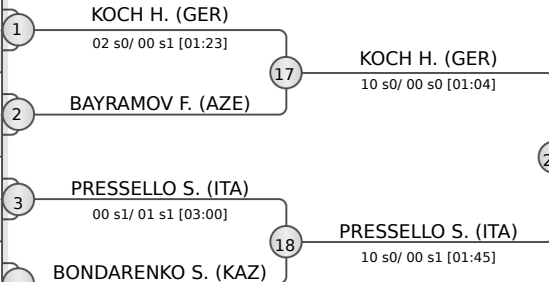 KOCH H. (GER)
1
02 s0/ 00 s1 [01:23]
KOCH H. (GER)
17
10 s0/ 00 s0 [01:04]
BAYRAMOV F. (AZE)
2
PRESSELLO S. (ITA)
3
00 s1/ 01 s1 [03:00]
PRESSELLO S. (ITA)
18
10 s0/ 00 s1 [01:45]
BONDARENKO S. (KAZ)